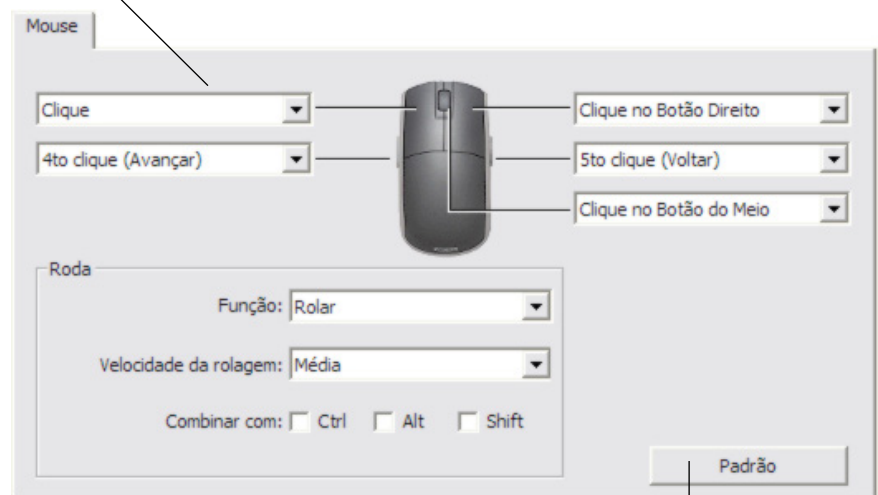 Mouse
Clique
Clique no Botão Direito
4to clique (Avançar)
5to clique (Voltar)
Clique no Botão do Meio
Roda
Função: Rolar
Velocidade da rolagem: Média
Combinar com: Ctrl Alt Shift
Padrão